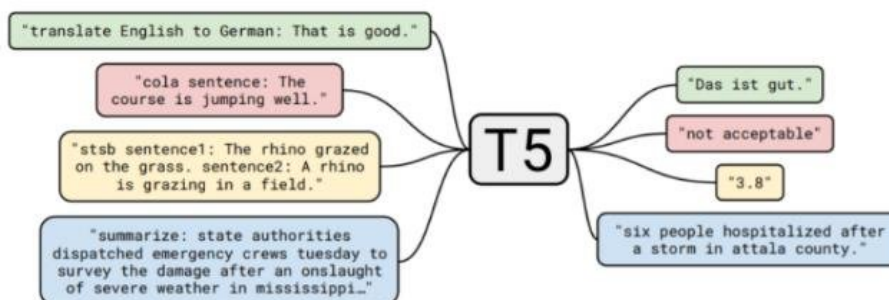 "translate English to German: That is good."
"cola sentence: The
course is jumping well."
"stsb sentence1: The rhino grazed
on the grass. sentence2: A rhino
is grazing in a field."
"summarize: state authorities
dispatched emergency crews tuesday to
survey the damage after an onslaught
of severe weather in mississippi…"
T5
"Das ist gut."
"not acceptable"
"3.8"
"six people hospitalized after
a storm in attala county."